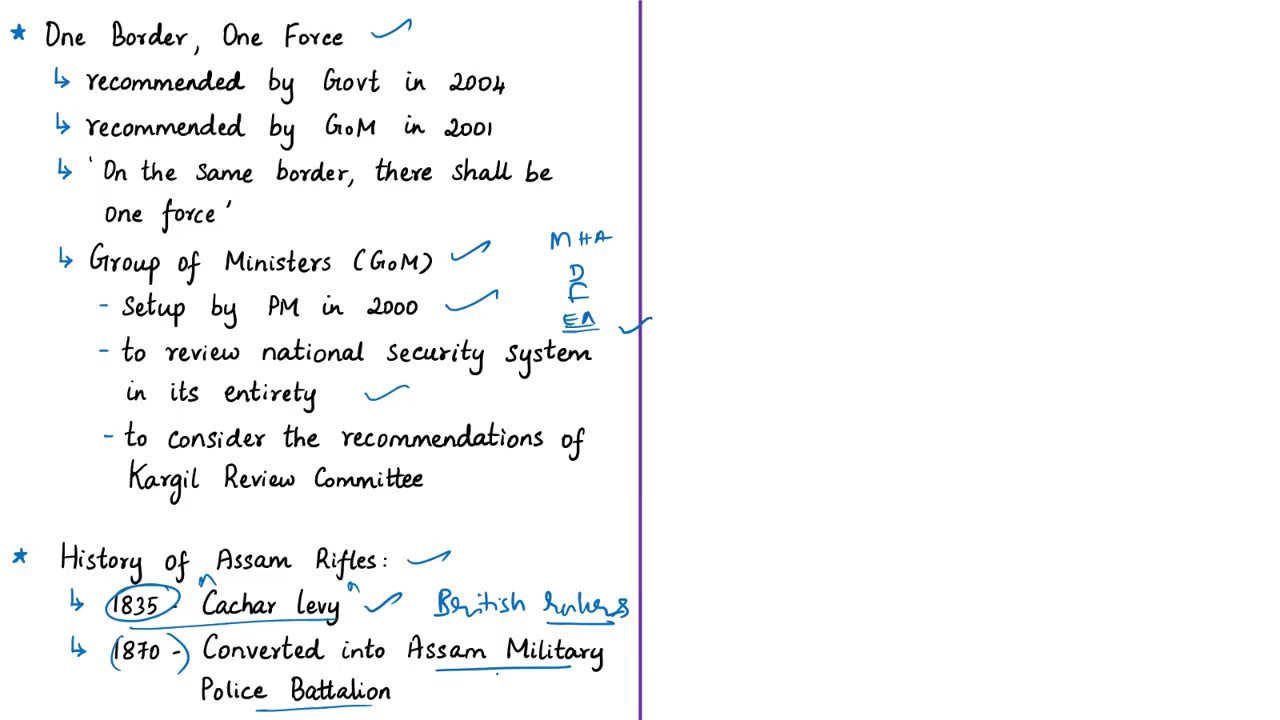 * One Border, One Force
↳ recommended by Govt in 2004
↳ recommended by GoM in 2001
↳ 'On the same border, there shall be
one force'
↳ Group of Ministers (GoM)
MHA
D
F
EA
- Setup by PM in 2000
- to review national security system
in its entirety
- to consider the recommendations of
Kargil Review Committee
* History of Assam Rifles:
↳ 1835 - "Cachar levy" British rulers
↳ (1870 -) Converted into Assam Military
Police Battalion